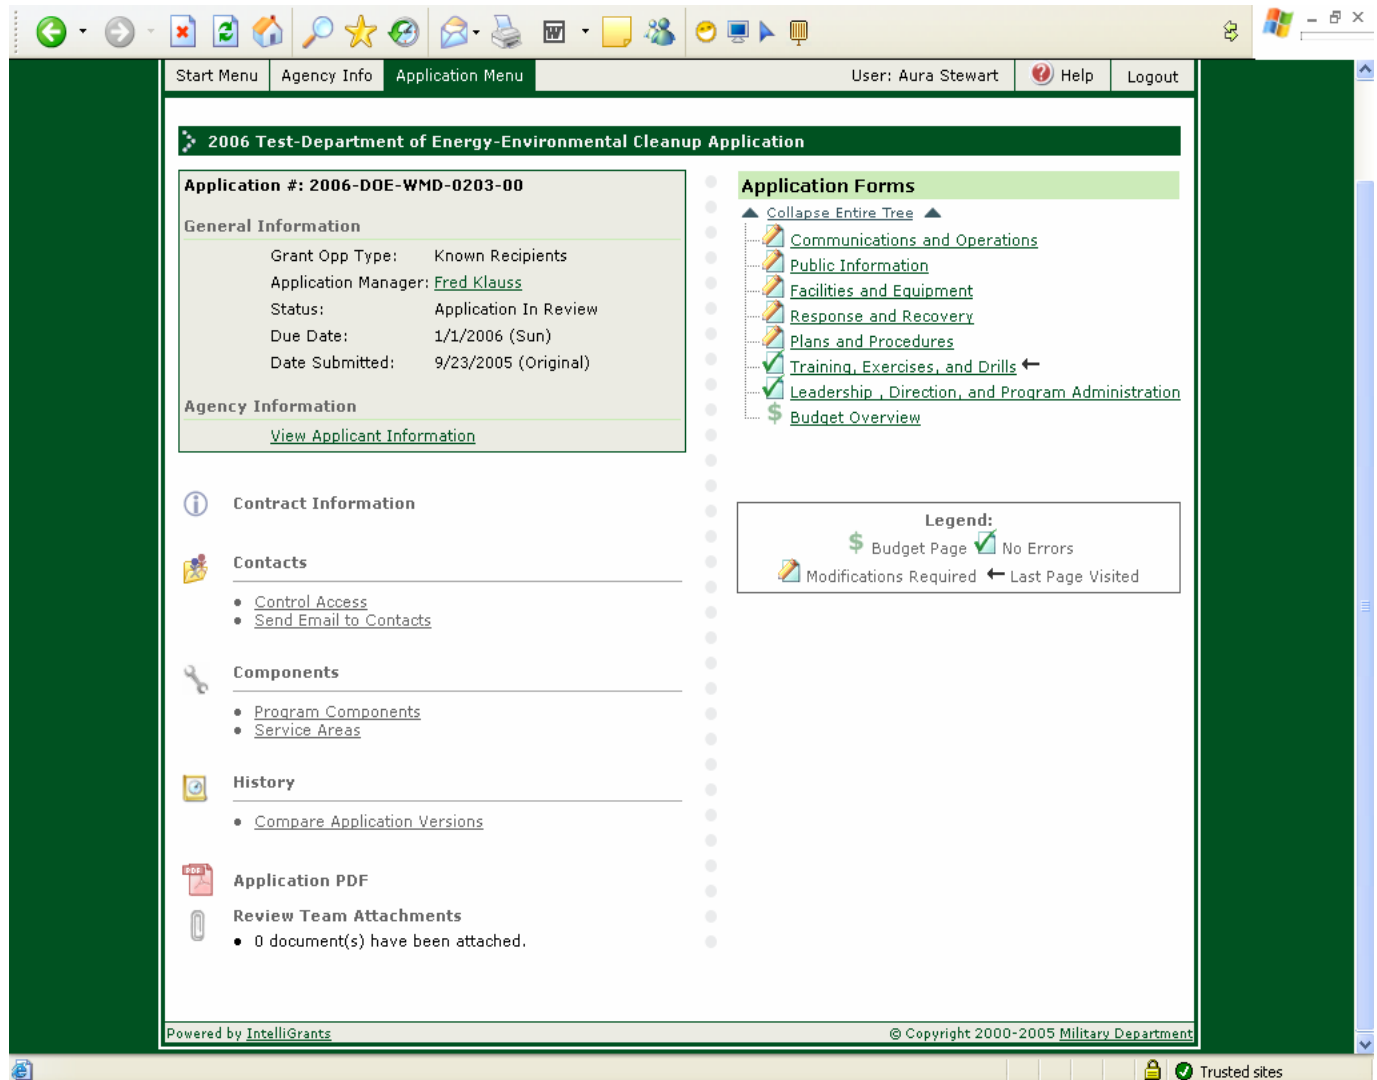 Start Menu Agency Info Application Menu User: Aura Stewart Help Logout
2006 Test-Department of Energy-Environmental Cleanup Application
Application #: 2006-DOE-WMD-0203-00
General Information
Grant Opp Type: Known Recipients
Application Manager: Fred Klauss
Status: Application In Review
Due Date: 1/1/2006 (Sun)
Date Submitted: 9/23/2005 (Original)
Agency Information
View Applicant Information
Contract Information
Contacts
• Control Access
• Send Email to Contacts
Components
• Program Components
• Service Areas
History
• Compare Application Versions
PDF
Application PDF
Review Team Attachments
• 0 document(s) have been attached.
Application Forms
Collapse Entire Tree
Communications and Operations
Public Information
Facilities and Equipment
Response and Recovery
Plans and Procedures
Training, Exercises, and Drills ←
Leadership , Direction, and Program Administration
$ Budget Overview
Legend:
$ Budget Page No Errors
Modifications Required ← Last Page Visited
Powered by IntelliGrants © Copyright 2000-2005 Military Department
Trusted sites